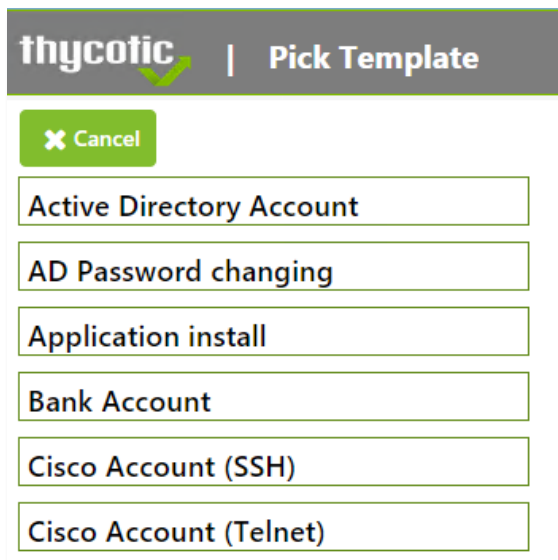 thycotic | Pick Template
Cancel
Active Directory Account
AD Password changing
Application install
Bank Account
Cisco Account (SSH)
Cisco Account (Telnet)